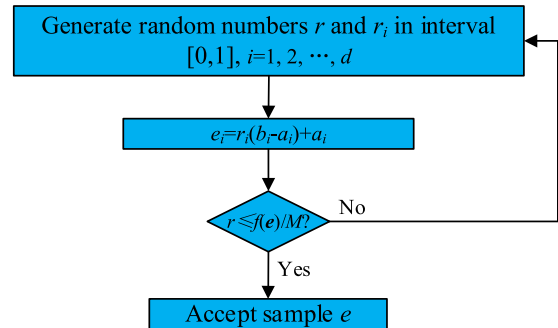 Generate random numbers r and rᵢ in interval
[0,1], i=1, 2, ⋯, d
eᵢ=rᵢ(bᵢ-aᵢ)+aᵢ
r ≤f(e)/M?
No
Yes
Accept sample e